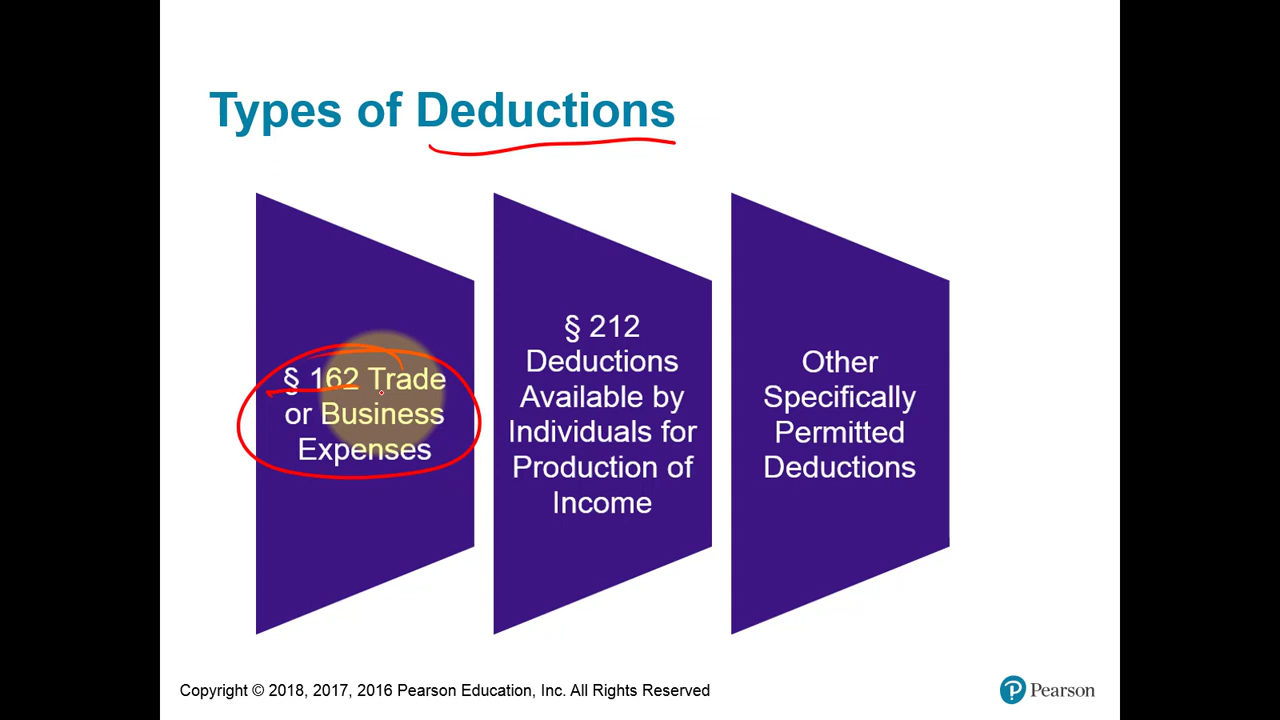 Types of Deductions
§ 162 Trade
or Business
Expenses
§ 212
Deductions
Available by
Individuals for
Production of
Income
Other
Specifically
Permitted
Deductions
Copyright © 2018, 2017, 2016 Pearson Education, Inc. All Rights Reserved
P Pearson